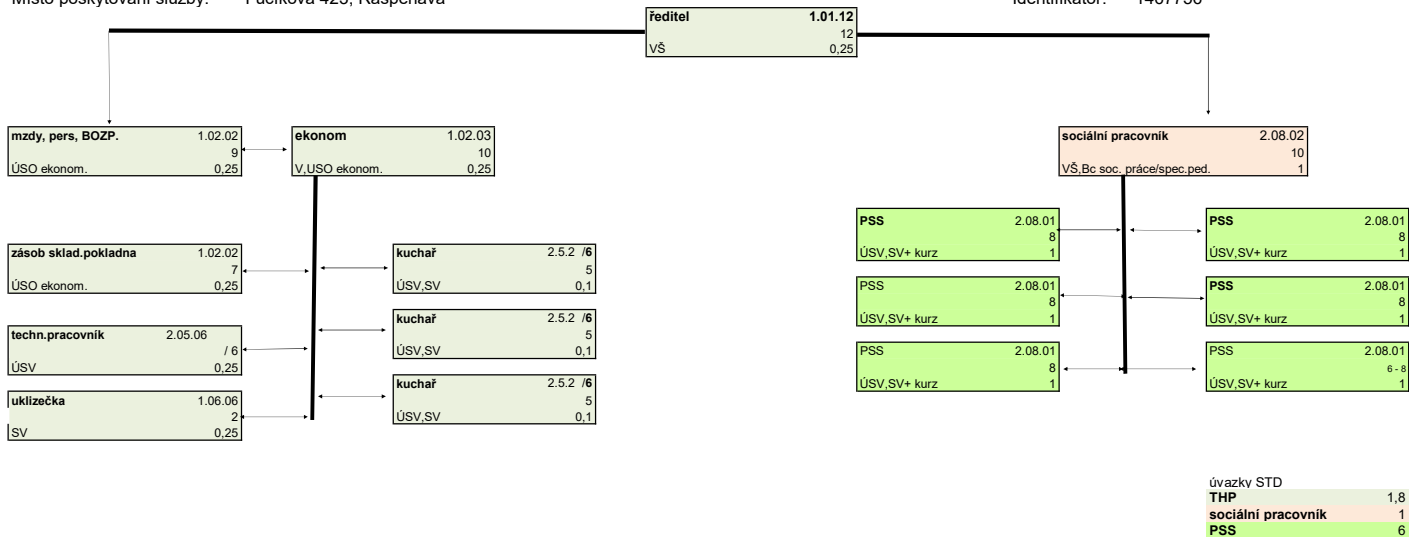 Místo poskytování služby: Fučíkova 423, Raspenava
Identifikátor: 1467756
ředitel 1.01.12
12
VŠ 0,25
mzdy, pers, BOZP. 1.02.02
9
ÚSO ekonom. 0,25
ekonom 1.02.03
10
V,USO ekonom. 0,25
sociální pracovník 2.08.02
10
VŠ,Bc soc. práce/spec.ped. 1
zásob sklad.pokladna 1.02.02
7
ÚSO ekonom. 0,25
techn.pracovník 2.05.06
/ 6
ÚSV 0,25
uklizečka 1.06.06
2
SV 0,25
kuchař 2.5.2 /6
5
ÚSV,SV 0,1
kuchař 2.5.2 /6
5
ÚSV,SV 0,1
kuchař 2.5.2 /6
5
ÚSV,SV 0,1
PSS 2.08.01
8
ÚSV,SV+ kurz 1
PSS 2.08.01
8
ÚSV,SV+ kurz 1
PSS 2.08.01
8
ÚSV,SV+ kurz 1
PSS 2.08.01
8
ÚSV,SV+ kurz 1
PSS 2.08.01
8
ÚSV,SV+ kurz 1
PSS 2.08.01
6 - 8
ÚSV,SV+ kurz 1
úvazky STD
THP 1,8
sociální pracovník 1
PSS 6